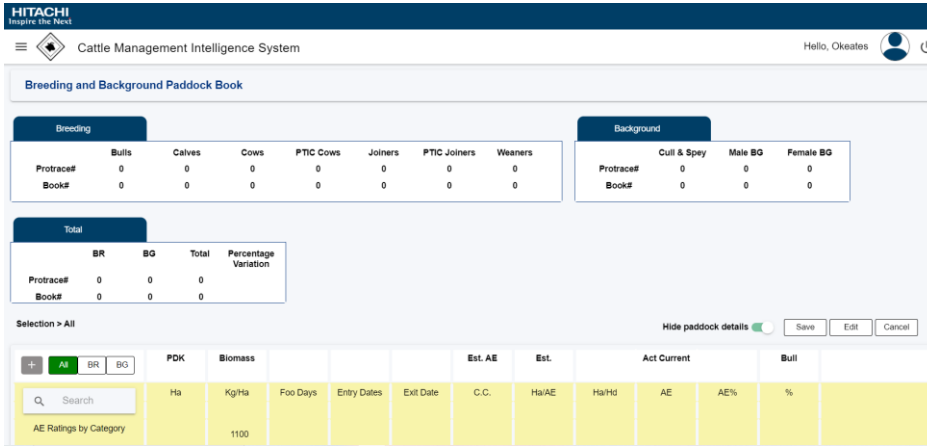 HITACHI
Inspire the Next
Cattle Management Intelligence System
Hello, Okeates
Breeding and Background Paddock Book
Breeding
Bulls Calves Cows PTIC Cows Joiners PTIC Joiners Weaners
Protrace# 0 0 0 0 0 0 0
Book# 0 0 0 0 0 0 0
Background
Cull & Spey Male BG Female BG
Protrace# 0 0 0
Book# 0 0 0
Total
BR BG Total Percentage
Variation
Protrace# 0 0 0
Book# 0 0 0
Selection > All
Hide paddock details Save Edit Cancel
+ All BR BG PDK Biomass Est. AE Est. Act Current Bull
Search Ha Kg/Ha Foo Days Entry Dates Exit Date C.C. Ha/AE Ha/Hd AE AE% %
AE Ratings by Category 1100